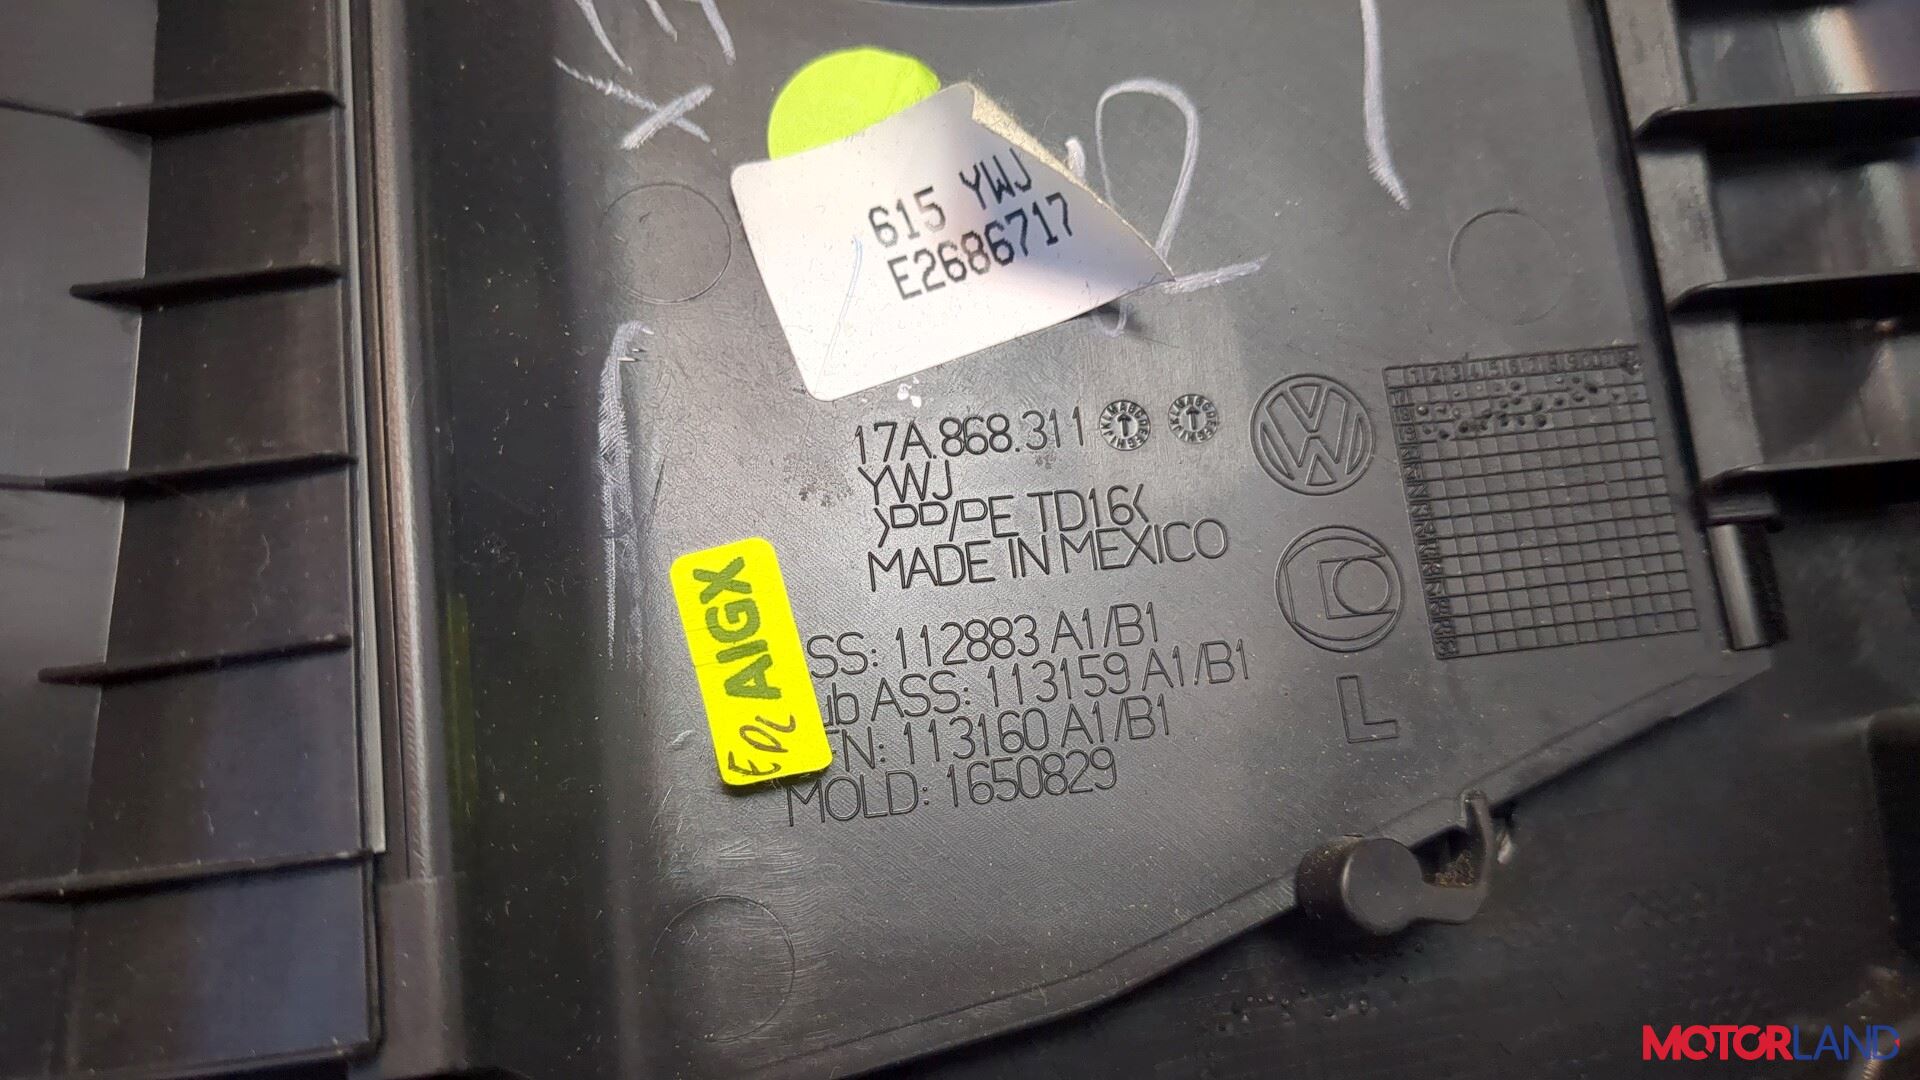 615 YWJ
E2686717
17A.868.311
YWJ
>PP/PE TD16<
MADE IN MEXICO
AIGX
SS: 112883 A1/B1
ub ASS: 113159 A1/B1
EN: 113160 A1/B1
MOLD: 1650829
L
MOTORLAND